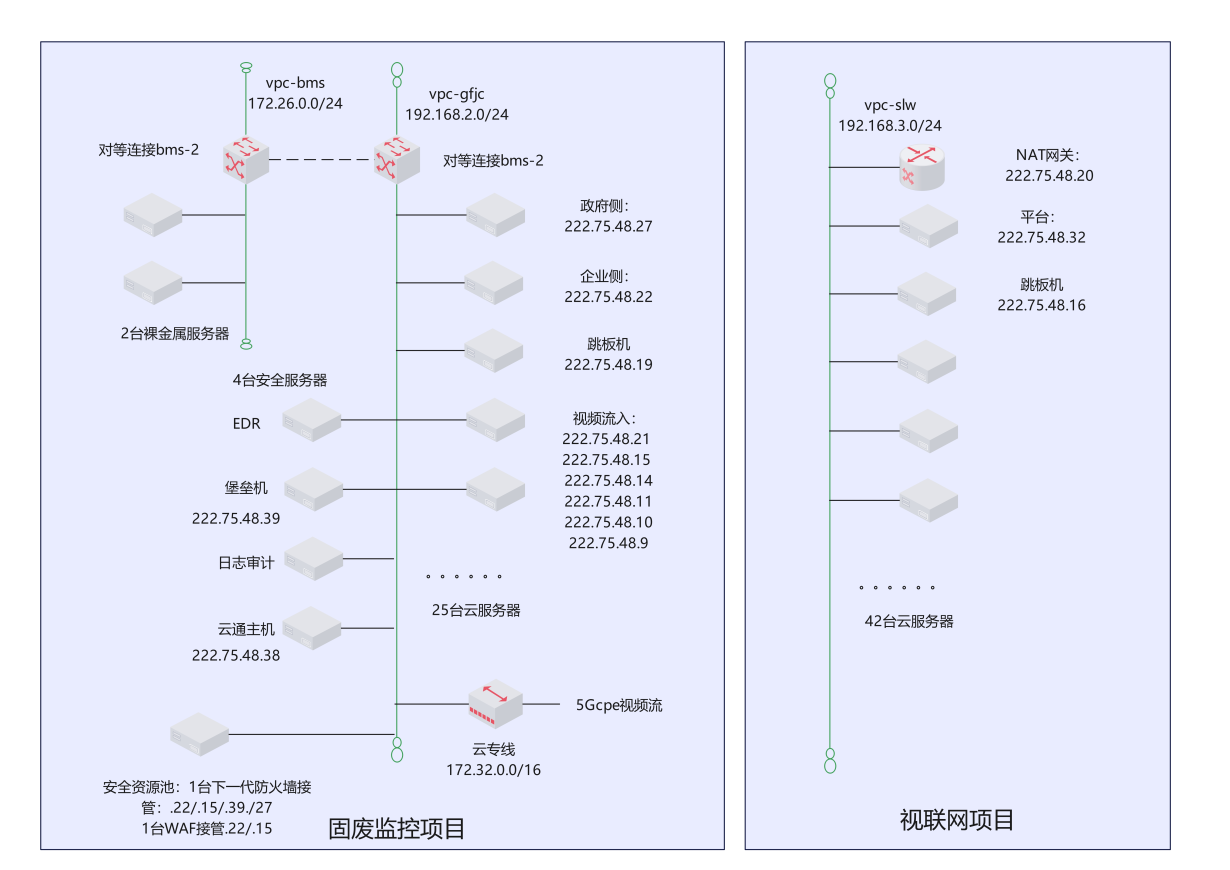 vpc-bms
172.26.0.0/24
vpc-gfjc
192.168.2.0/24
对等连接bms-2
对等连接bms-2
政府侧：
222.75.48.27
企业侧：
222.75.48.22
2台裸金属服务器
跳板机
222.75.48.19
4台安全服务器
EDR
视频流入：
222.75.48.21
222.75.48.15
222.75.48.14
222.75.48.11
222.75.48.10
222.75.48.9
堡垒机
222.75.48.39
日志审计
。。。。。。
25台云服务器
云通主机
222.75.48.38
5Gcpe视频流
云专线
172.32.0.0/16
安全资源池：1台下一代防火墙接
管：.22/.15/.39./27
1台WAF接管.22/.15
固废监控项目
vpc-slw
192.168.3.0/24
NAT网关：
222.75.48.20
平台：
222.75.48.32
跳板机
222.75.48.16
。。。。。。
42台云服务器
视联网项目